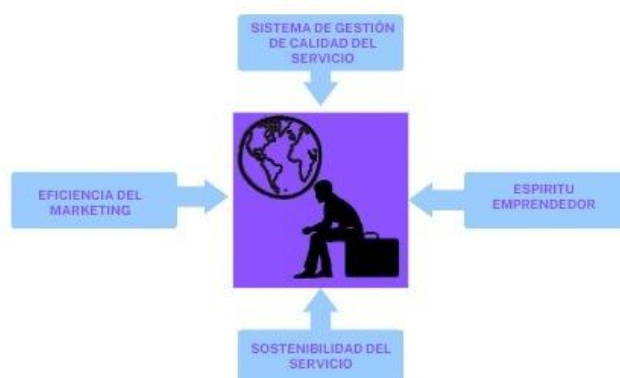 SISTEMA DE GESTIÓN
DE CALIDAD DEL
SERVICIO
EFICIENCIA DEL
MARKETING
ESPIRITU
EMPRENDEDOR
SOSTENIBILIDAD DEL
SERVICIO